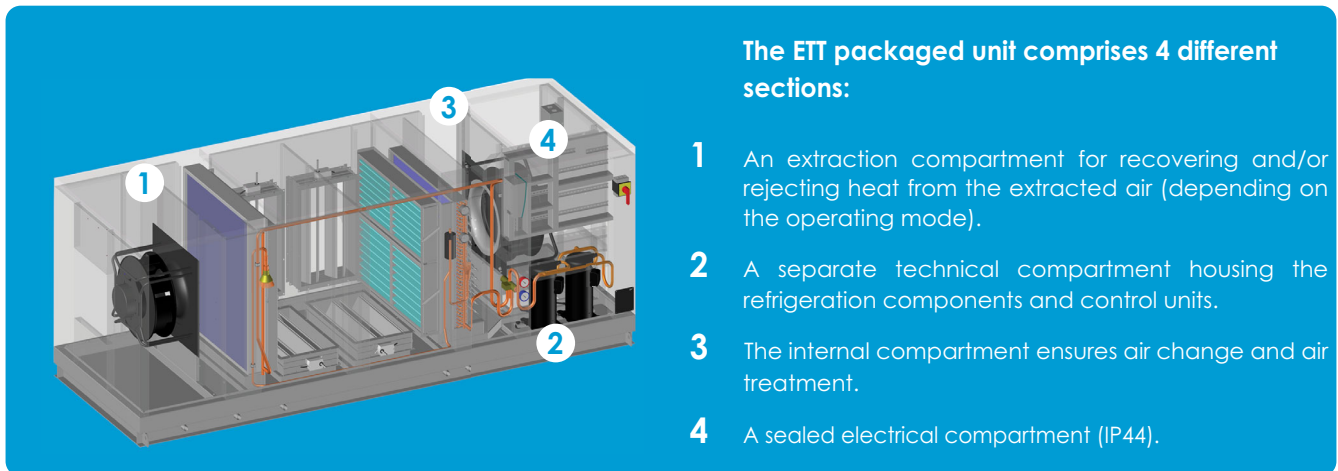 The ETT packaged unit comprises 4 different
sections:
3
4
1
2
1 An extraction compartment for recovering and/or
rejecting heat from the extracted air (depending on
the operating mode).
2 A separate technical compartment housing the
refrigeration components and control units.
3 The internal compartment ensures air change and air
treatment.
4 A sealed electrical compartment (IP44).